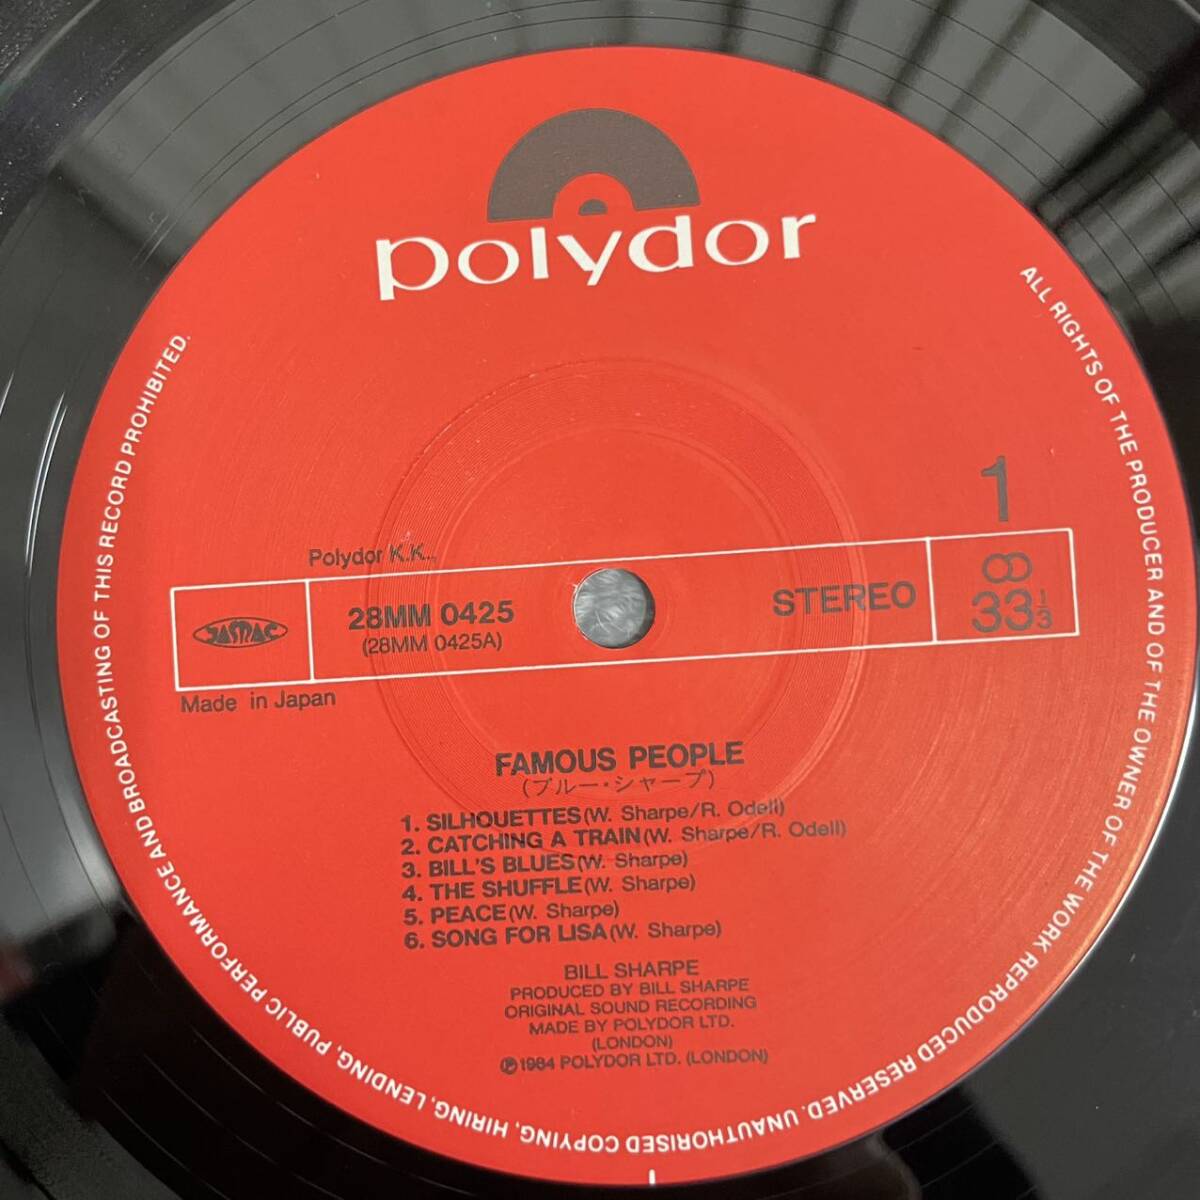 polydor
1
Polydor K.K.
JASRAC
28MM 0425
(28MM 0425A)
STEREO
33 1/3
Made in Japan
FAMOUS PEOPLE
(ブルー・シャープ)
1. SILHOUETTES (W. Sharpe/R. Odell)
2. CATCHING A TRAIN (W. Sharpe/R. Odell)
3. BILL'S BLUES (W. Sharpe)
4. THE SHUFFLE (W. Sharpe)
5. PEACE (W. Sharpe)
6. SONG FOR LISA (W. Sharpe)
BILL SHARPE
PRODUCED BY BILL SHARPE
ORIGINAL SOUND RECORDING
MADE BY POLYDOR LTD.
(LONDON)
℗1984 POLYDOR LTD. (LONDON)
ALL RIGHTS OF THE PRODUCER AND OF THE OWNER OF THE WORK REPRODUCED RESERVED. UNAUTHORISED COPYING, HIRING, LENDING, PUBLIC PERFORMANCE AND BROADCASTING OF THIS RECORD PROHIBITED.